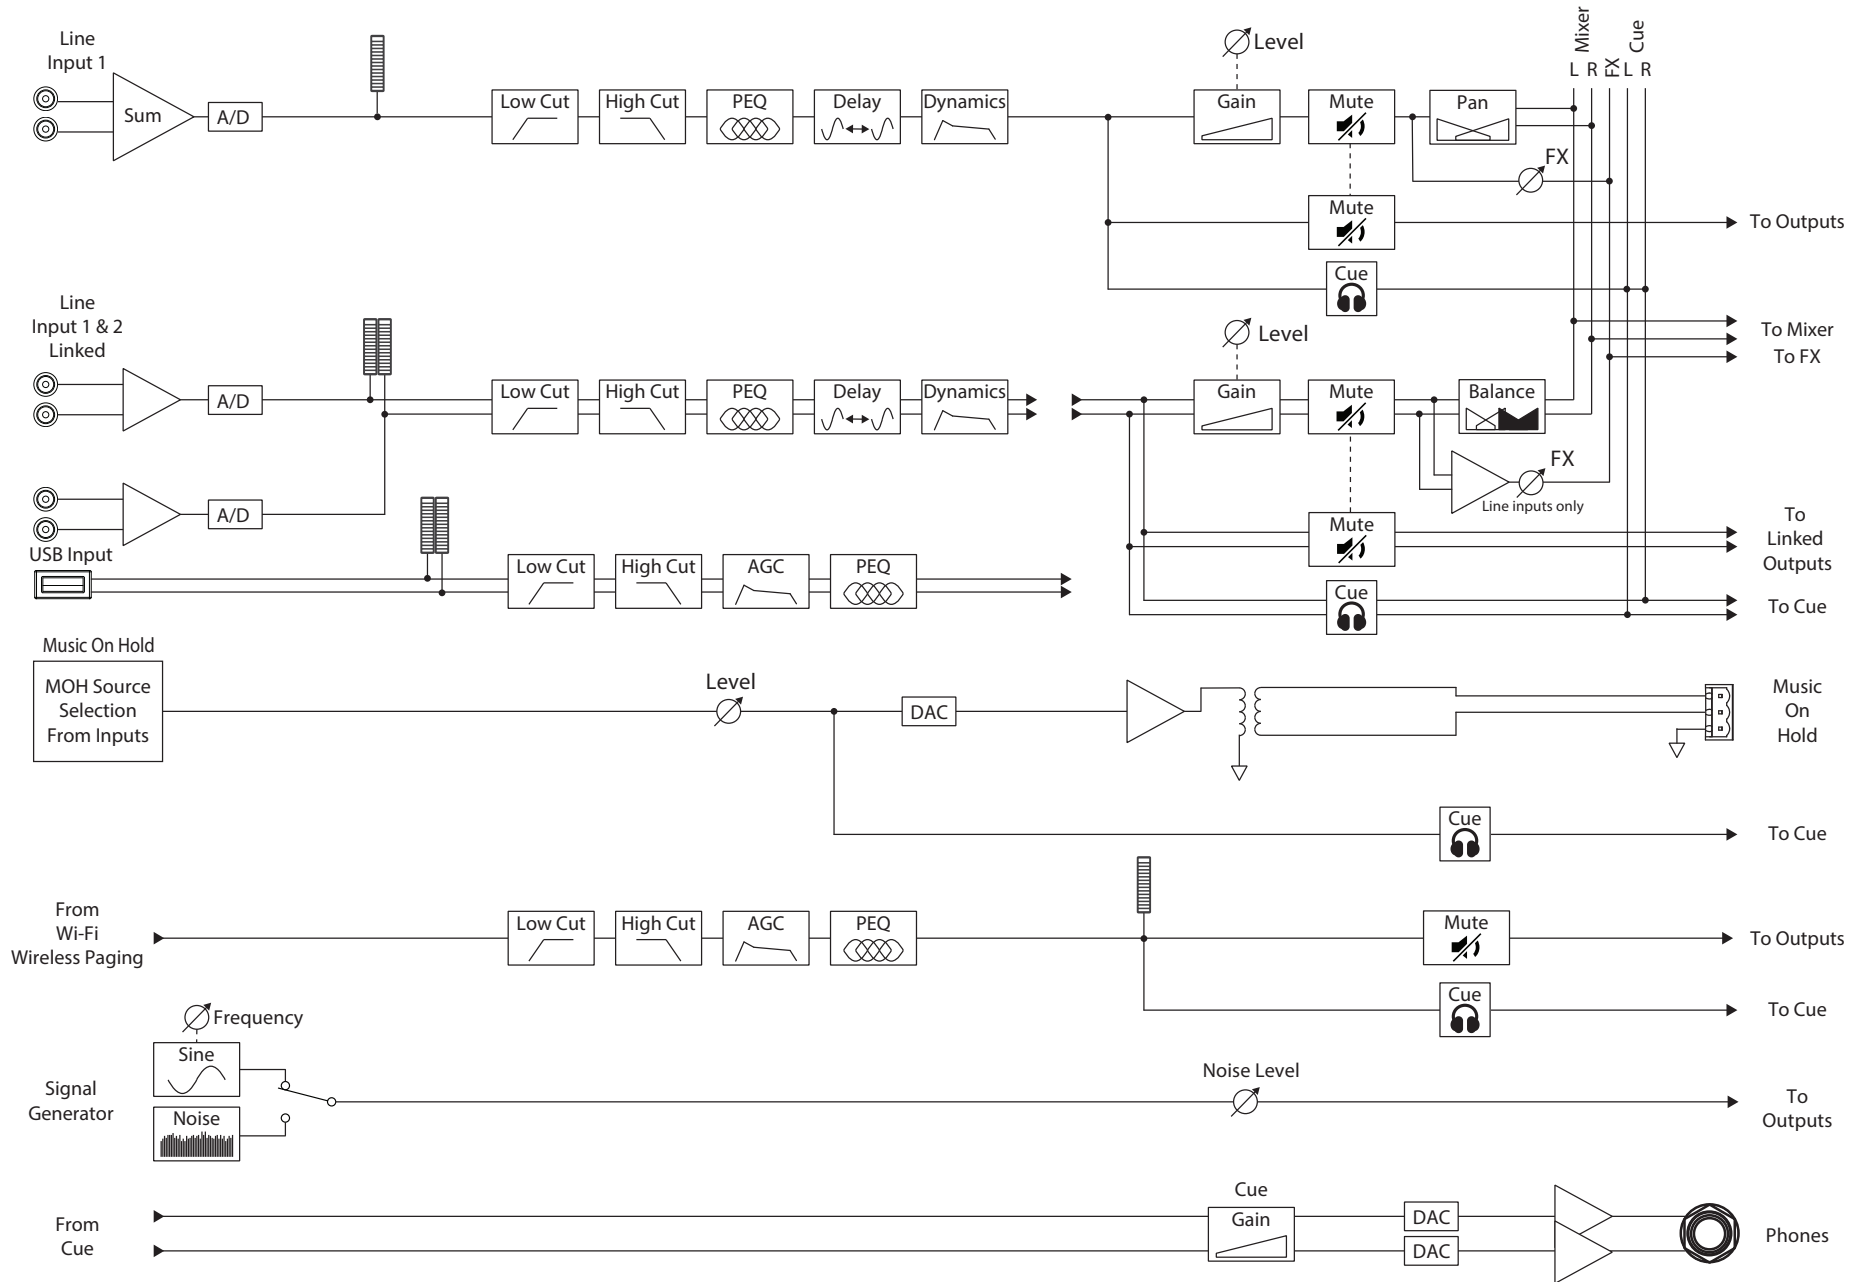 Line
Input 1
Sum
A/D
Low Cut
High Cut
PEQ
Delay
Dynamics
Level
Gain
Mute
Pan
FX
Mute
Cue
Mixer
FX
Cue
L R L R
To Outputs
Line
Input 1 & 2
Linked
A/D
A/D
Low Cut
High Cut
PEQ
Delay
Dynamics
Level
Gain
Mute
Balance
FX
Line inputs only
Mute
Cue
To Mixer
To FX
To
Linked
Outputs
To Cue
USB Input
Low Cut
High Cut
AGC
PEQ
Music On Hold
MOH Source
Selection
From Inputs
Level
DAC
Music
On
Hold
Cue
To Cue
From
Wi-Fi
Wireless Paging
Low Cut
High Cut
AGC
PEQ
Mute
To Outputs
Cue
To Cue
Signal
Generator
Frequency
Sine
Noise
Noise Level
To
Outputs
From
Cue
Cue
Gain
DAC
DAC
Phones